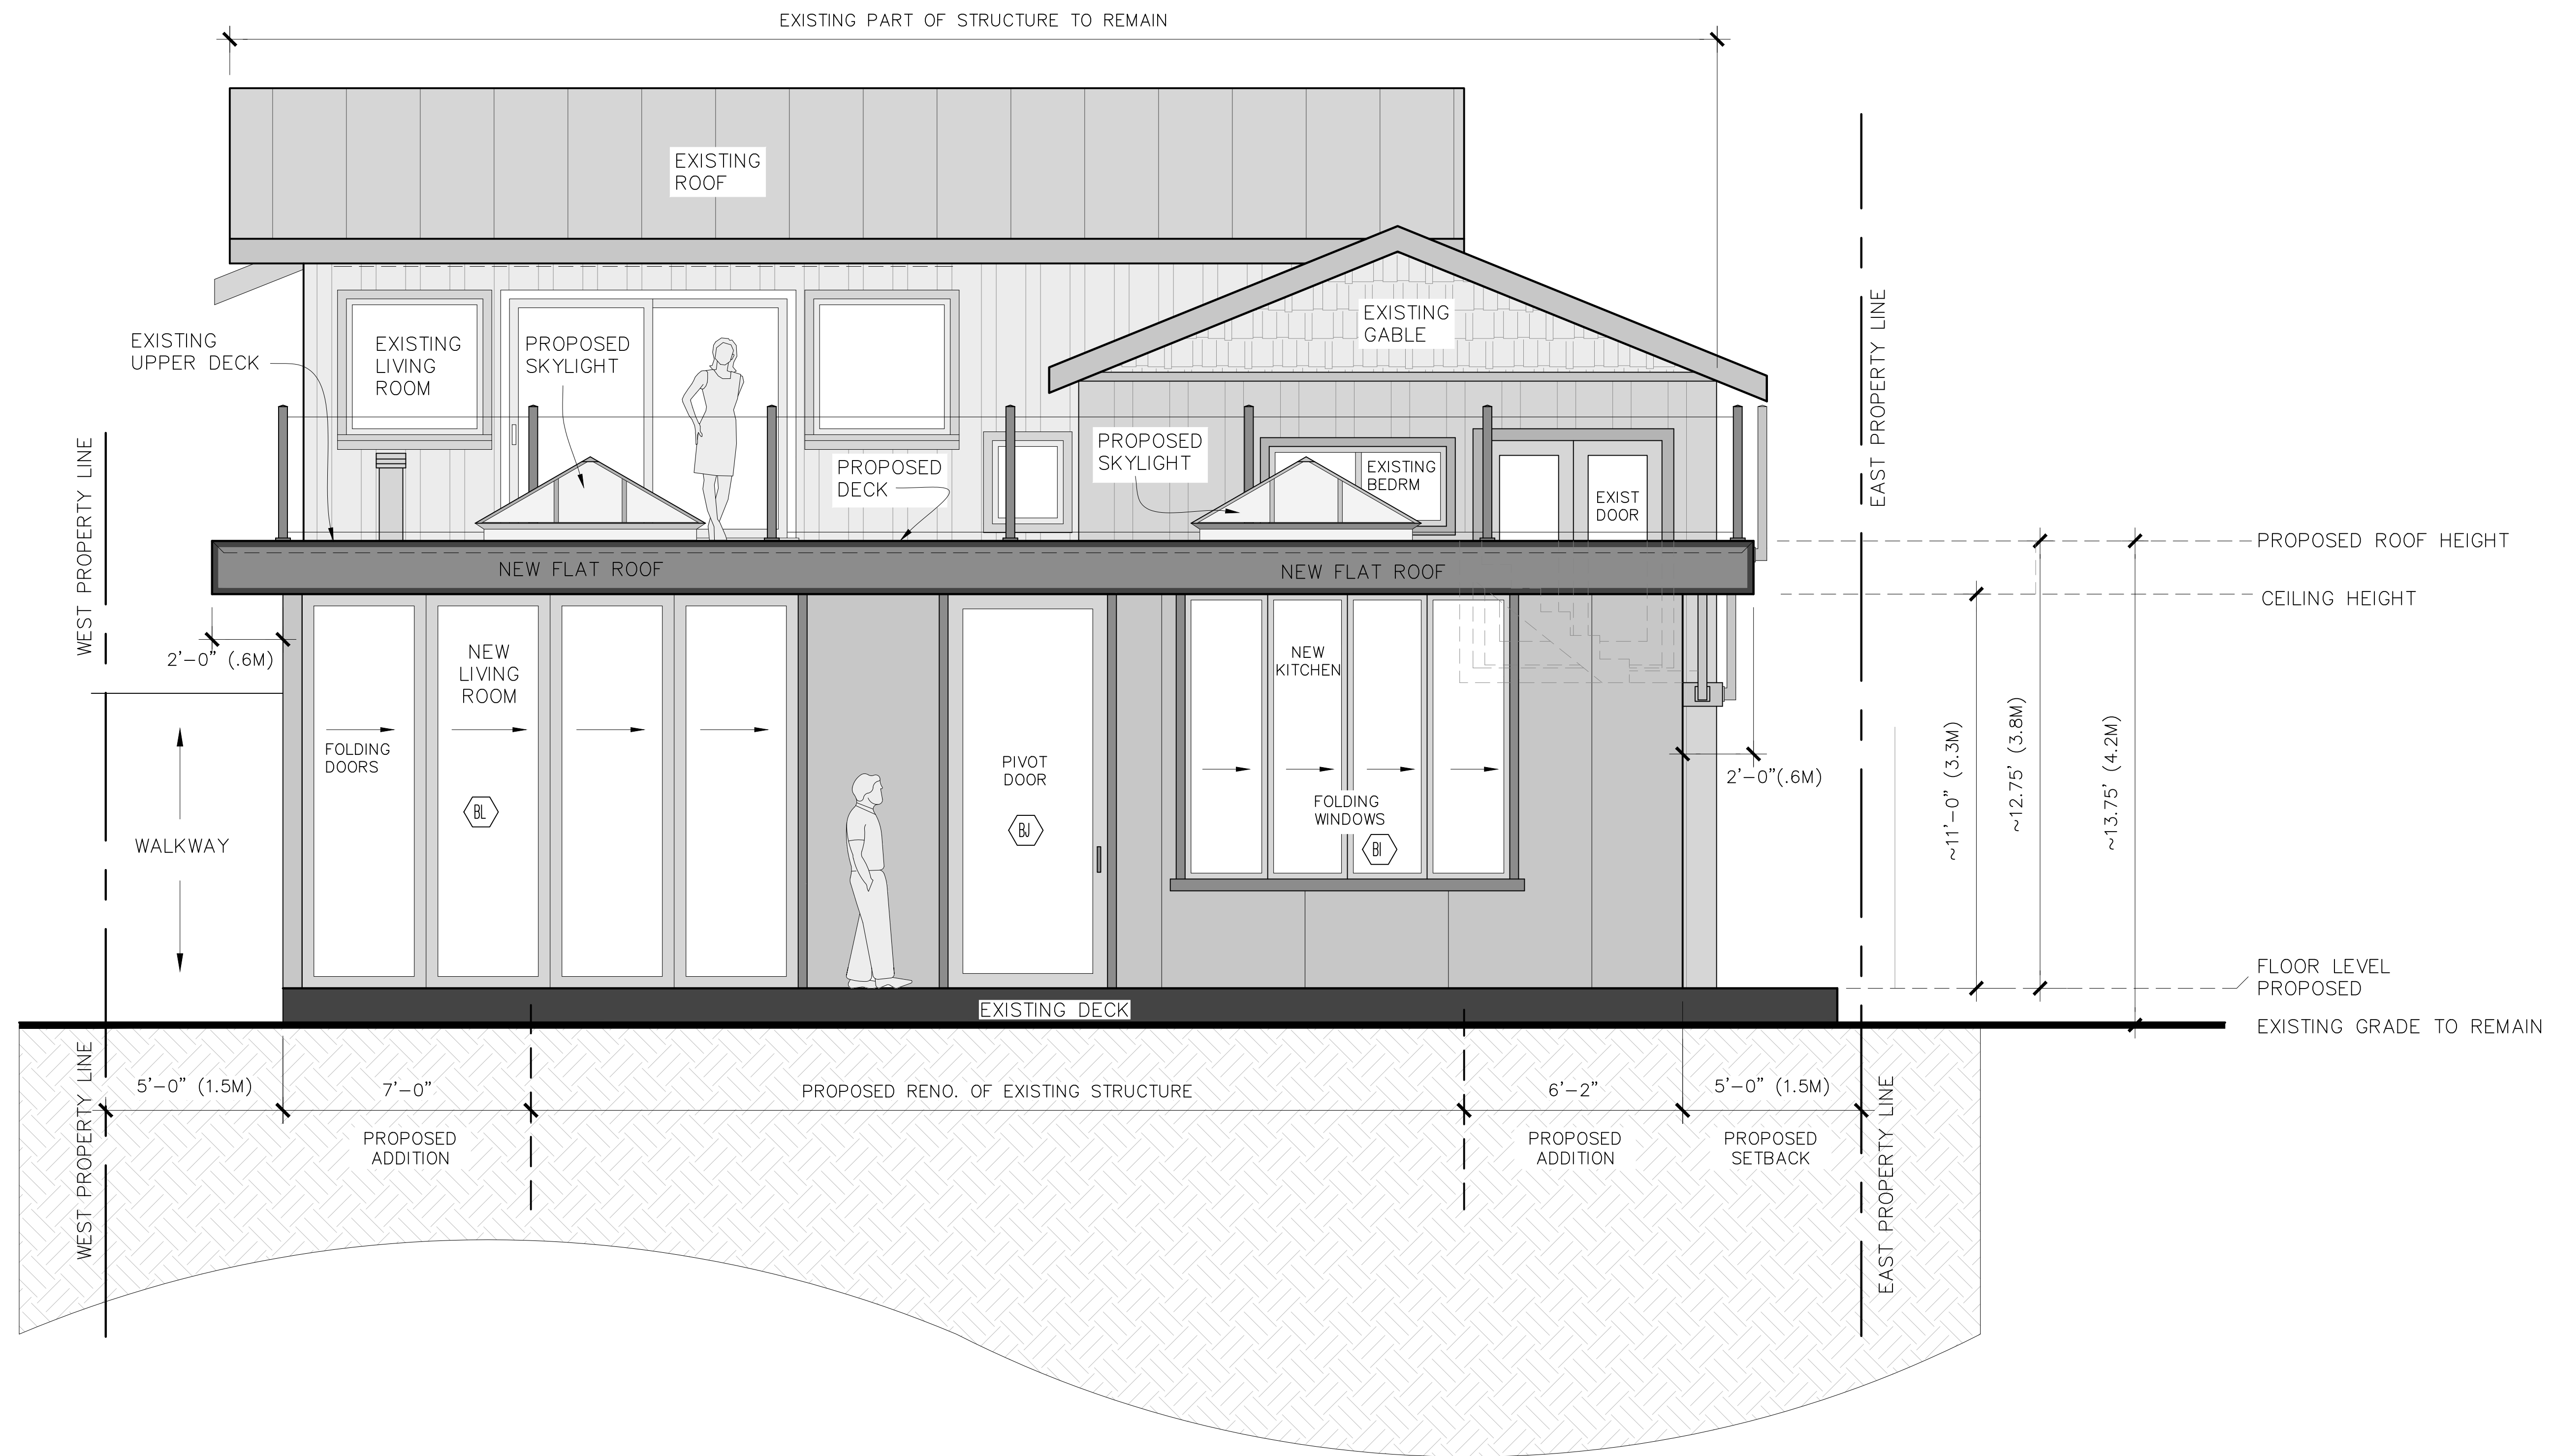 EXISTING PART OF STRUCTURE TO REMAIN
EXISTING
ROOF
EXISTING
GABLE
EXISTING
UPPER DECK
EXISTING
LIVING
ROOM
PROPOSED
SKYLIGHT
PROPOSED
DECK
PROPOSED
SKYLIGHT
EXISTING
BEDRM
EXIST
DOOR
WEST PROPERTY LINE
EAST PROPERTY LINE
NEW FLAT ROOF
NEW FLAT ROOF
PROPOSED ROOF HEIGHT
CEILING HEIGHT
2'-0" (.6M)
NEW
LIVING
ROOM
NEW
KITCHEN
FOLDING
DOORS
BL
PIVOT
DOOR
BJ
FOLDING
WINDOWS
BI
2'-0"(.6M)
WALKWAY
~11'-0" (3.3M)
~12.75' (3.8M)
~13.75' (4.2M)
FLOOR LEVEL
PROPOSED
EXISTING DECK
EXISTING GRADE TO REMAIN
WEST PROPERTY LINE
5'-0" (1.5M)
7'-0"
PROPOSED RENO. OF EXISTING STRUCTURE
6'-2"
5'-0" (1.5M)
EAST PROPERTY LINE
PROPOSED
ADDITION
PROPOSED
ADDITION
PROPOSED
SETBACK